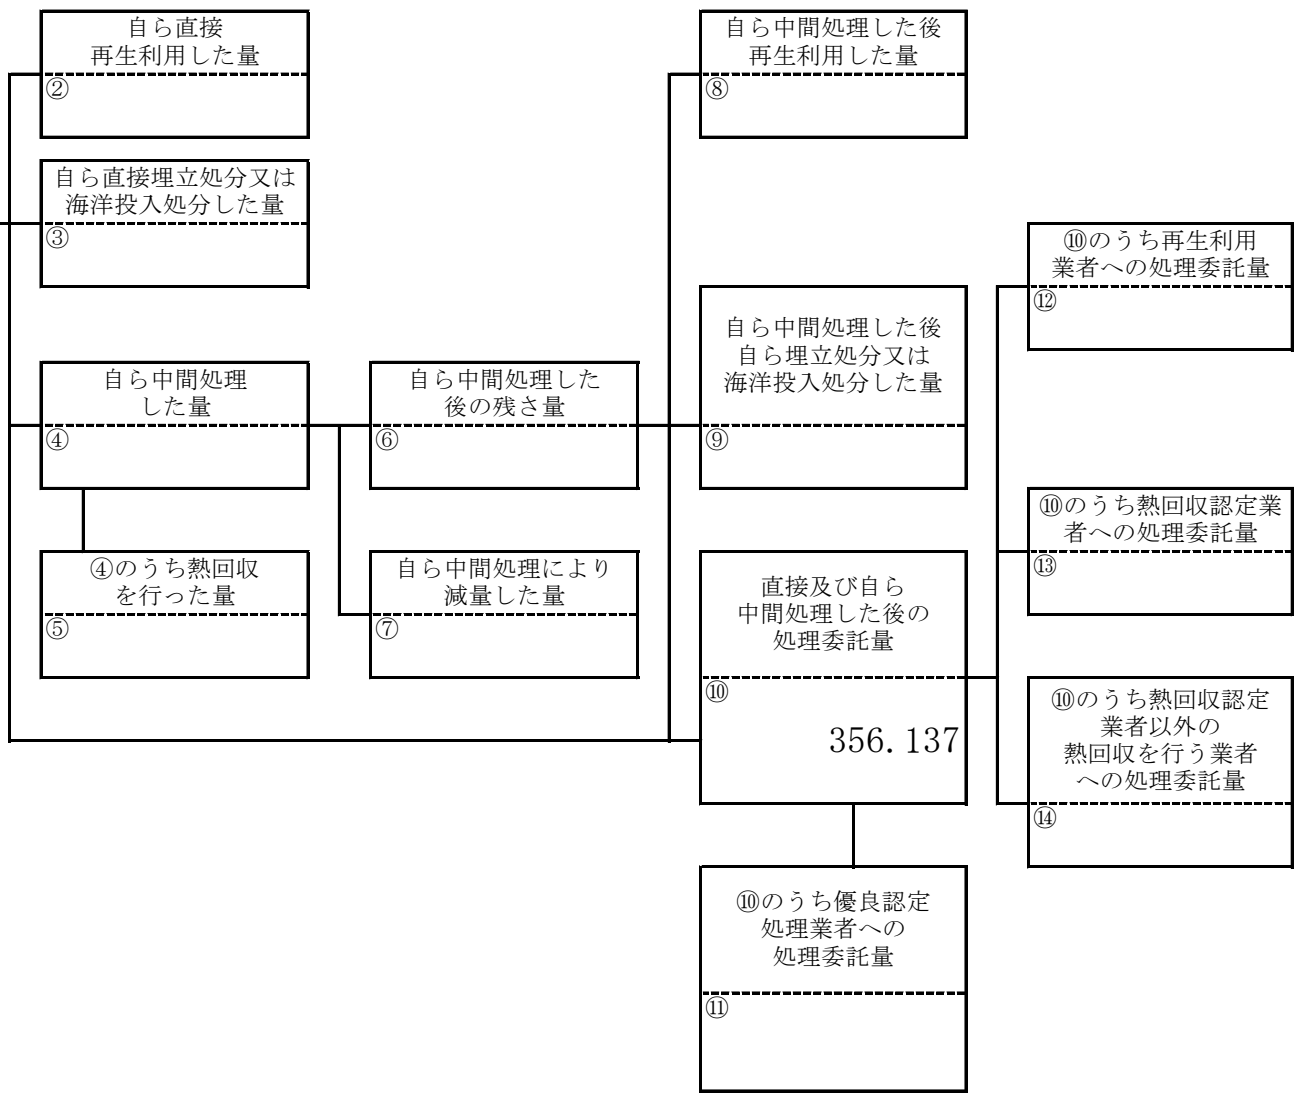 自ら直接
再生利用した量
②
自ら直接埋立処分又は
海洋投入処分した量
③
自ら中間処理
した量
④
④のうち熱回収
を行った量
⑤
自ら中間処理した
後の残さ量
⑥
自ら中間処理により
減量した量
⑦
自ら中間処理した後
再生利用した量
⑧
自ら中間処理した後
自ら埋立処分又は
海洋投入処分した量
⑨
直接及び自ら
中間処理した後の
処理委託量
⑩
356.137
⑩のうち優良認定
処理業者への
処理委託量
⑪
⑩のうち再生利用
業者への処理委託量
⑫
⑩のうち熱回収認定業
者への処理委託量
⑬
⑩のうち熱回収認定
業者以外の
熱回収を行う業者
への処理委託量
⑭